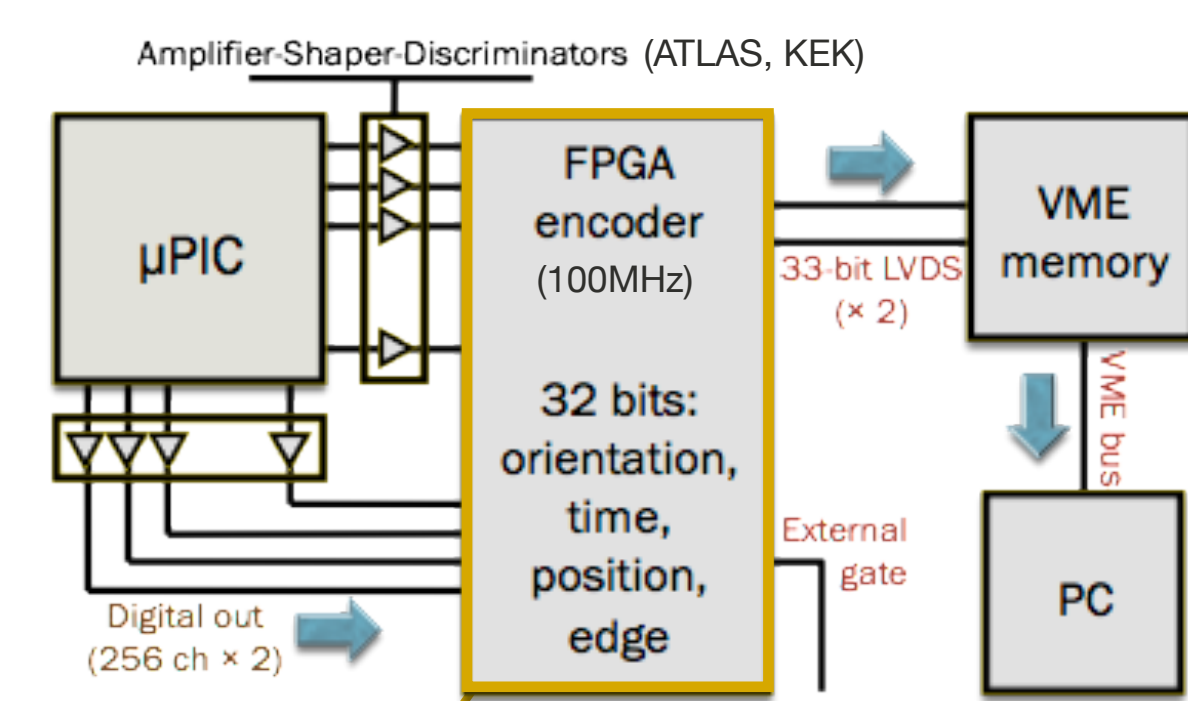 Amplifier-Shaper-Discriminators (ATLAS, KEK)
µPIC
FPGA
encoder
(100MHz)
32 bits:
orientation,
time,
position,
edge
33-bit LVDS
(× 2)
VME
memory
VME bus
External
gate
PC
Digital out
(256 ch × 2)